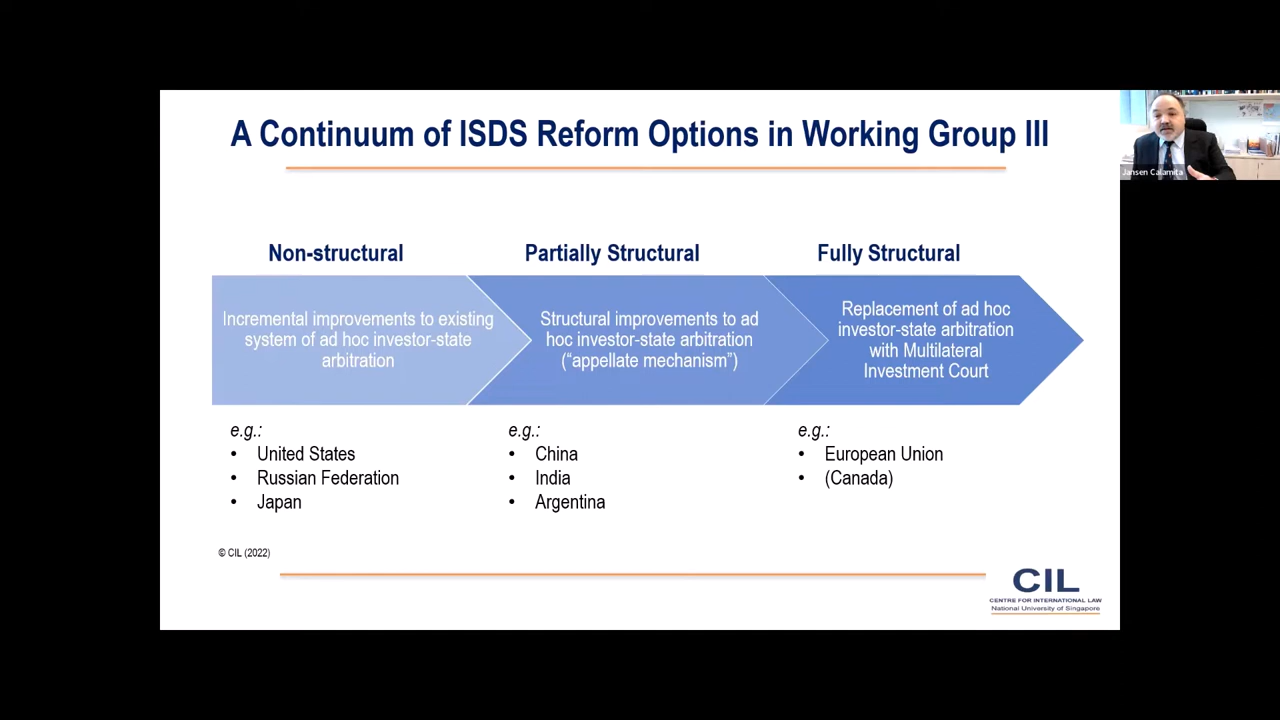 A Continuum of ISDS Reform Options in Working Group III
Jansen Calamita
Non-structural
Partially Structural
Fully Structural
Incremental improvements to existing
system of ad hoc investor-state
arbitration
Structural improvements to ad
hoc investor-state arbitration
(“appellate mechanism”)
Replacement of ad hoc
investor-state arbitration
with Multilateral
Investment Court
e.g.:
• United States
• Russian Federation
• Japan
e.g.:
• China
• India
• Argentina
e.g.:
• European Union
• (Canada)
© CIL (2022)
CIL
CENTRE FOR INTERNATIONAL LAW
National University of Singapore